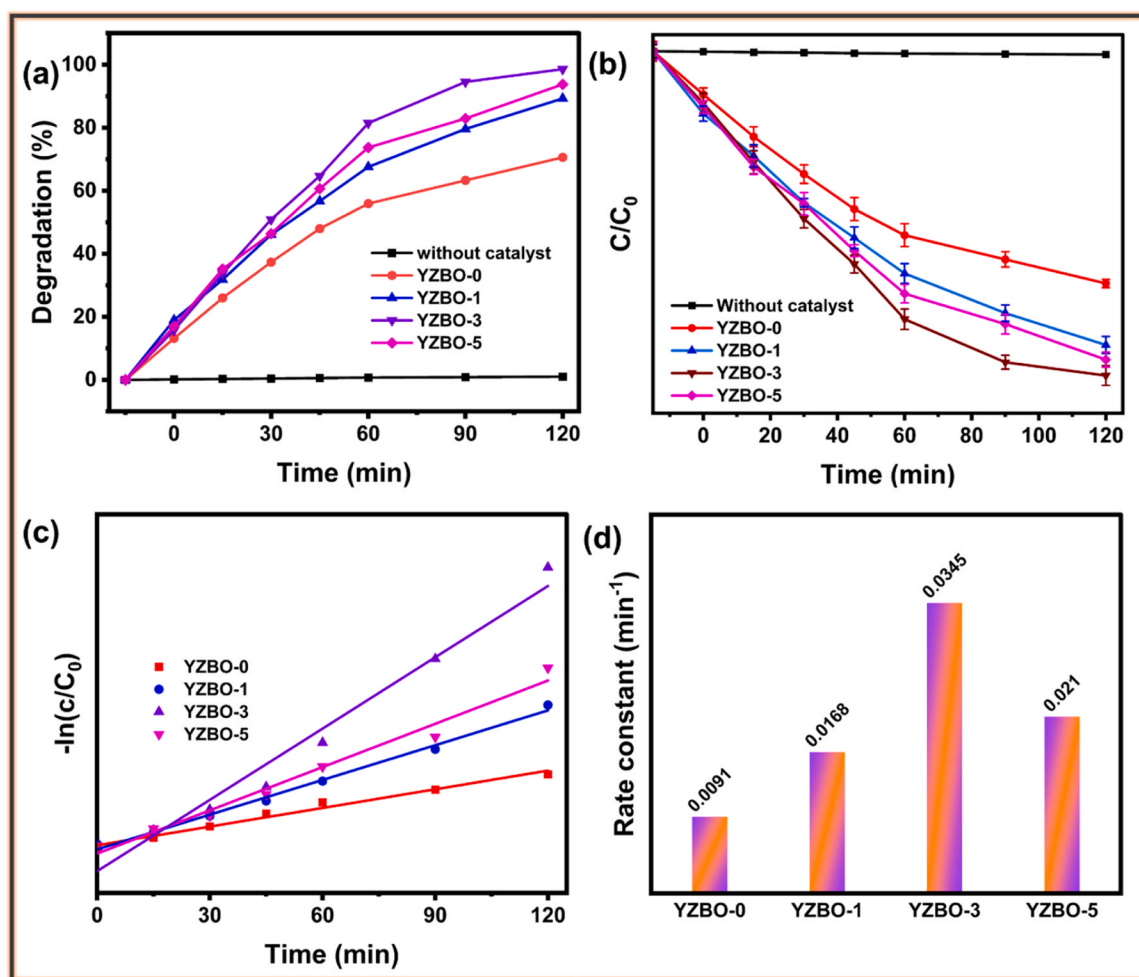 (a)
Degradation (%)
100
80
60
40
20
0
without catalyst
YZBO-0
YZBO-1
YZBO-3
YZBO-5
0 30 60 90 120
Time (min)
(b)
C/C0
Without catalyst
YZBO-0
YZBO-1
YZBO-3
YZBO-5
0 20 40 60 80 100 120
Time (min)
(c)
-ln(c/C0)
YZBO-0
YZBO-1
YZBO-3
YZBO-5
0 30 60 90 120
Time (min)
(d)
Rate constant (min-1)
0.0091
0.0168
0.0345
0.021
YZBO-0 YZBO-1 YZBO-3 YZBO-5